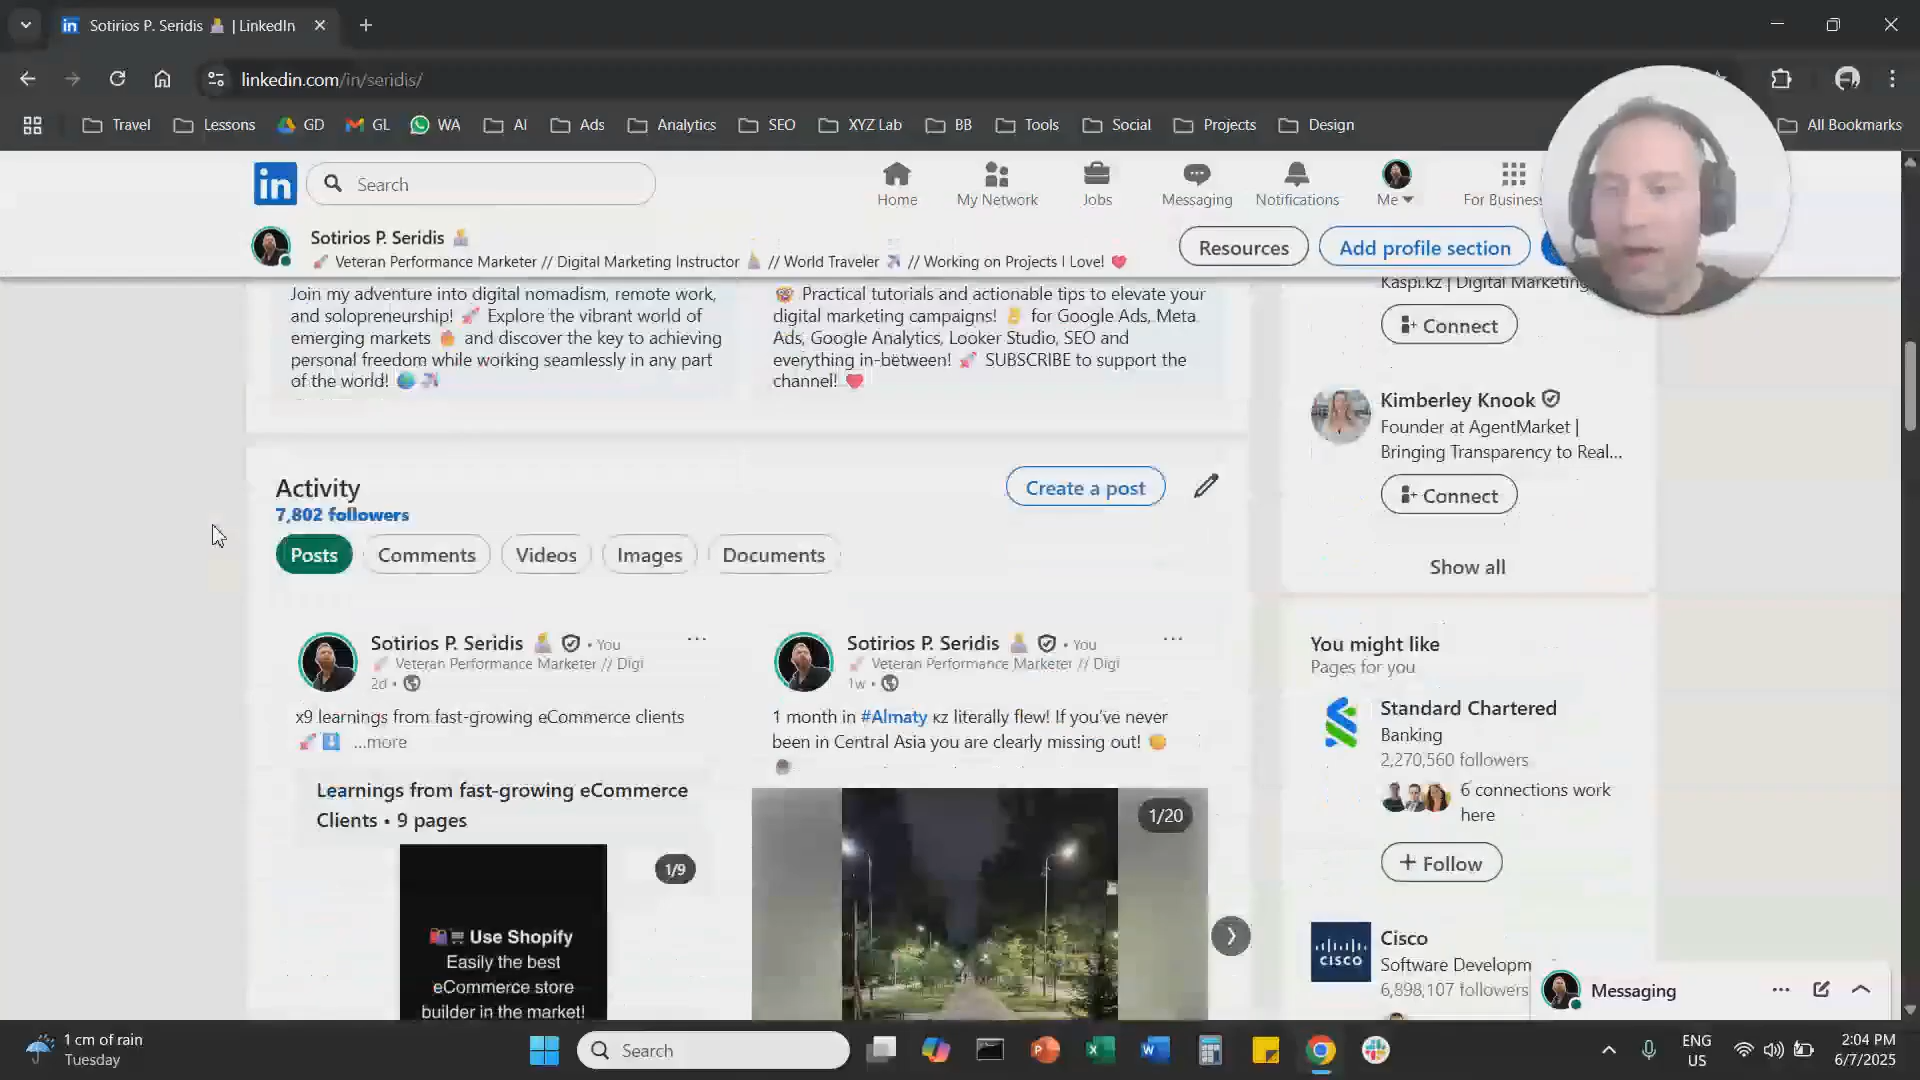 Sotirios P. Seridis | LinkedIn
linkedin.com/in/seridis/
Travel
Lessons
GD
GL
WA
AI
Ads
Analytics
SEO
XYZ Lab
BB
Tools
Social
Projects
Design
All Bookmarks
in
Search
Home
My Network
Jobs
Messaging
Notifications
Me
For Business
Sotirios P. Seridis
Veteran Performance Marketer // Digital Marketing Instructor // World Traveler // Working on Projects I Love!
Resources
Add profile section
Join my adventure into digital nomadism, remote work,
and solopreneurship! Explore the vibrant world of
emerging markets and discover the key to achieving
personal freedom while working seamlessly in any part
of the world!
Practical tutorials and actionable tips to elevate your
digital marketing campaigns! for Google Ads, Meta
Ads, Google Analytics, Looker Studio, SEO and
everything in-between! SUBSCRIBE to support the
channel!
Activity
7,802 followers
Create a post
Posts
Comments
Videos
Images
Documents
Sotirios P. Seridis • You
Veteran Performance Marketer // Digi
2d •
x9 learnings from fast-growing eCommerce clients
...more
Learnings from fast-growing eCommerce
Clients • 9 pages
1/9
Use Shopify
Easily the best
eCommerce store
builder in the market!
Sotirios P. Seridis • You
Veteran Performance Marketer // Digi
1w •
1 month in #Almaty KZ literally flew! If you've never
been in Central Asia you are clearly missing out!
1/20
Kaspi.kz | Digital Marketing
Connect
Kimberley Knook
Founder at AgentMarket |
Bringing Transparency to Real...
Connect
Show all
You might like
Pages for you
Standard Chartered
Banking
2,270,560 followers
6 connections work
here
+ Follow
CISCO
Cisco
Software Developm
6,898,107 followers
Messaging
1 cm of rain
Tuesday
Search
ENG
US
2:04 PM
6/7/2025